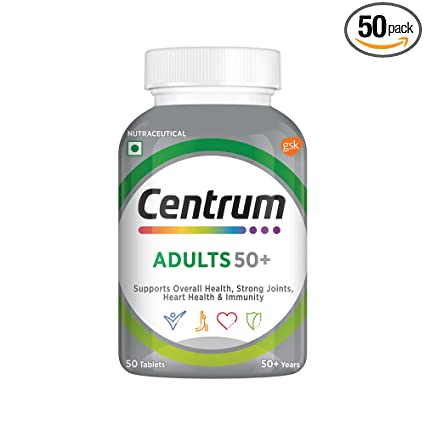 50 pack
NUTRACEUTICAL
gsk
Centrum
ADULTS 50+
Supports Overall Health, Strong Joints,
Heart Health & Immunity
50 Tablets 50+ Years